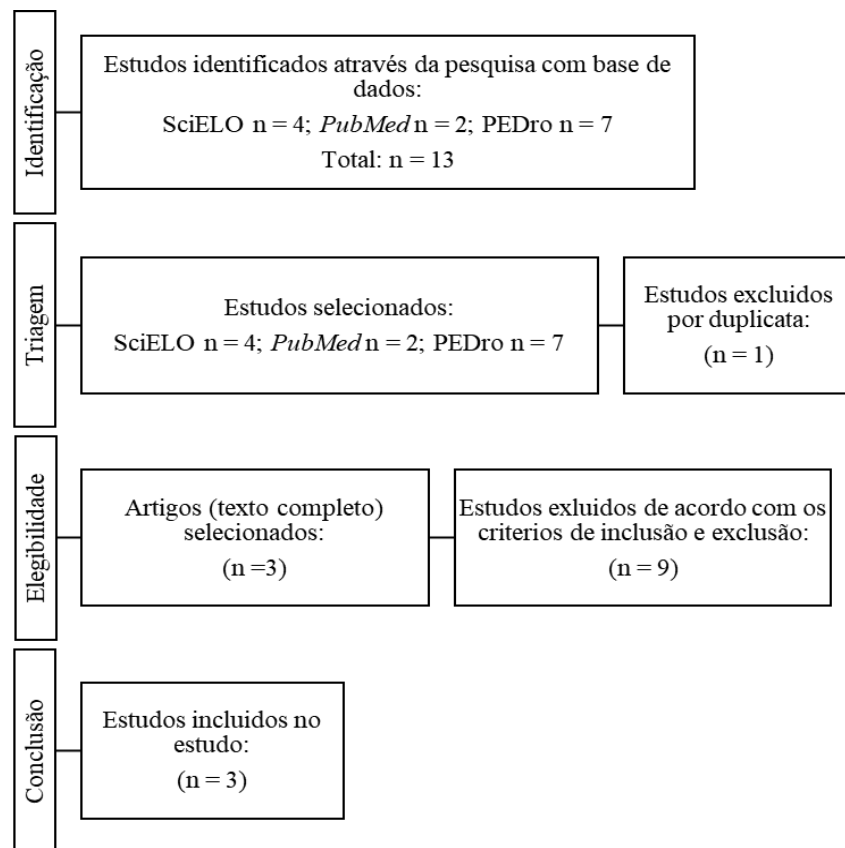 Identificação
Estudos identificados através da pesquisa com base de
dados:
SciELO n = 4; PubMed n = 2; PEDro n = 7
Total: n = 13
Triagem
Estudos selecionados:
SciELO n = 4; PubMed n = 2; PEDro n = 7
Estudos excluidos
por duplicata:
(n = 1)
Elegibilidade
Artigos (texto completo)
selecionados:
(n =3)
Estudos exluidos de acordo com os
criterios de inclusão e exclusão:
(n = 9)
Conclusão
Estudos incluidos no
estudo:
(n = 3)